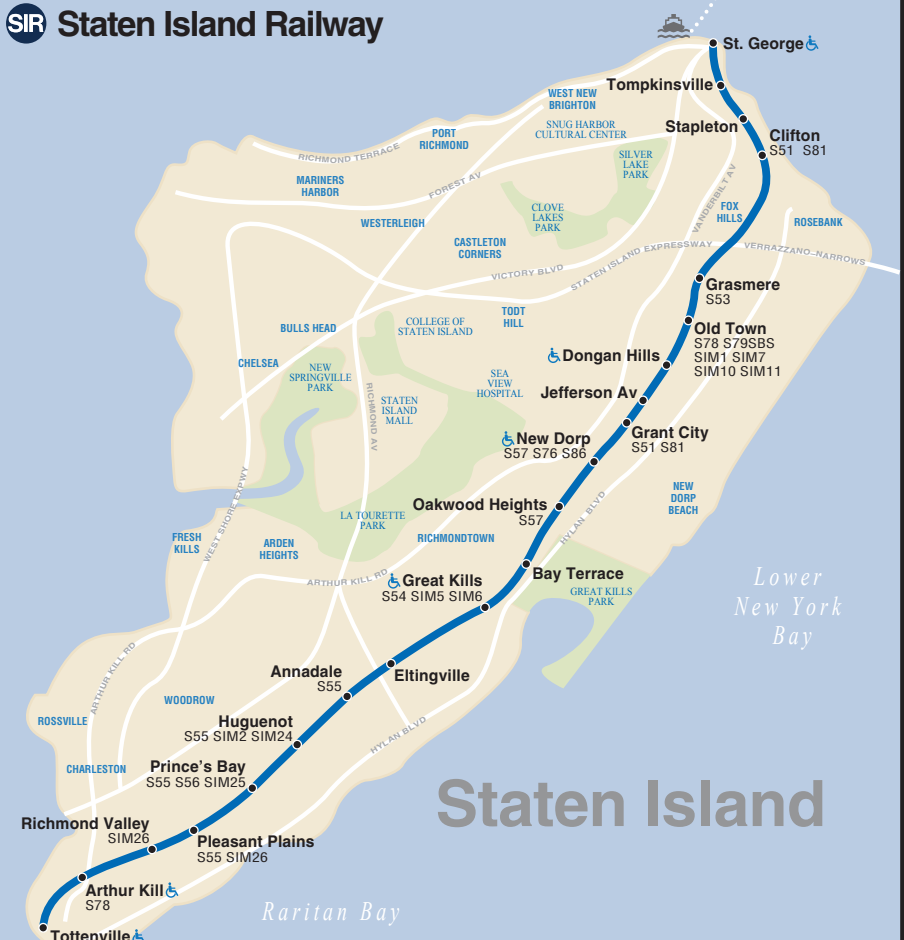 SIR Staten Island Railway
St. George
Tompkinsville
WEST NEW
BRIGHTON
Stapleton
SNUG HARBOR
CULTURAL CENTER
Clifton
S51 S81
PORT
RICHMOND
RICHMOND TERRACE
SILVER
LAKE
PARK
MARINERS
HARBOR
FOREST AV
VANDERBILT AV
CLOVE
LAKES
PARK
FOX
HILLS
ROSEBANK
WESTERLEIGH
CASTLETON
CORNERS
STATEN ISLAND EXPRESSWAY
VERRAZZANO-NARROWS
VICTORY BLVD
Grasmere
S53
TODT
HILL
COLLEGE OF
STATEN ISLAND
BULLS HEAD
Old Town
S78 S79SBS
SIM1 SIM7
SIM10 SIM11
Dongan Hills
CHELSEA
NEW
SPRINGVILLE
PARK
SEA
VIEW
HOSPITAL
Jefferson Av
RICHMOND AV
STATEN
ISLAND
MALL
Grant City
S51 S81
New Dorp
S57 S76 S86
NEW
DORP
BEACH
Oakwood Heights
S57
WEST SHORE EXPWY
LA TOURETTE
PARK
HYLAN BLVD
FRESH
KILLS
ARDEN
HEIGHTS
RICHMONDTOWN
Bay Terrace
ARTHUR KILL RD
Great Kills
S54 SIM5 SIM6
GREAT KILLS
PARK
Lower
New York
Bay
ARTHUR KILL RD
Annadale
S55
Eltingville
WOODROW
ROSSVILLE
Huguenot
S55 SIM2 SIM24
HYLAN BLVD
CHARLESTON
Prince's Bay
S55 S56 SIM25
Staten Island
Richmond Valley
SIM26
Pleasant Plains
S55 SIM26
Arthur Kill
S78
Raritan Bay
Tottenville